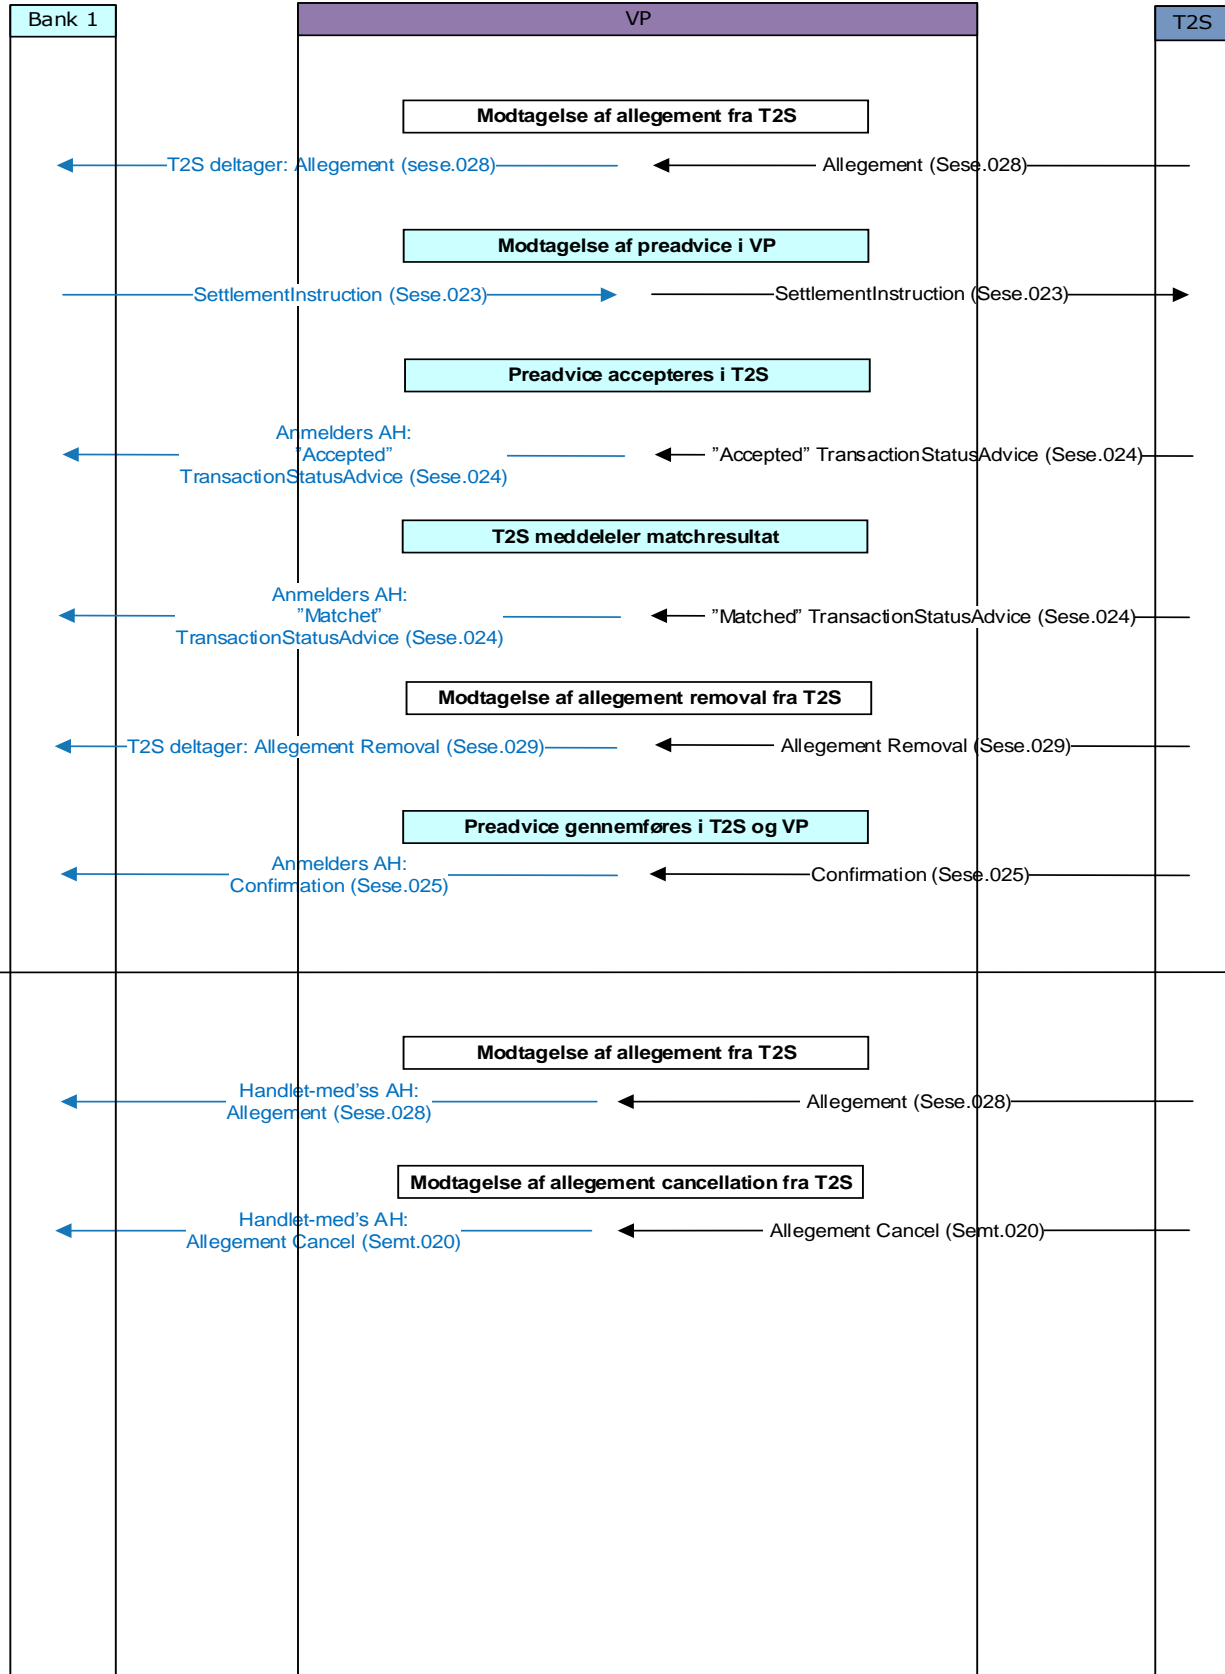 Bank 1
VP
T2S
Modtagelse af allegement fra T2S
T2S deltager: Allegement (sese.028)
Allegement (Sese.028)
Modtagelse af preadvice i VP
SettlementInstruction (Sese.023)
SettlementInstruction (Sese.023)
Preadvice accepteres i T2S
Anmelders AH:
”Accepted”
TransactionStatusAdvice (Sese.024)
”Accepted” TransactionStatusAdvice (Sese.024)
T2S meddeleler matchresultat
Anmelders AH:
”Matchet”
TransactionStatusAdvice (Sese.024)
”Matched” TransactionStatusAdvice (Sese.024)
Modtagelse af allegement removal fra T2S
T2S deltager: Allegement Removal (Sese.029)
Allegement Removal (Sese.029)
Preadvice gennemføres i T2S og VP
Anmelders AH:
Confirmation (Sese.025)
Confirmation (Sese.025)
Modtagelse af allegement fra T2S
Handlet-med’ss AH:
Allegement (Sese.028)
Allegement (Sese.028)
Modtagelse af allegement cancellation fra T2S
Handlet-med’s AH:
Allegement Cancel (Semt.020)
Allegement Cancel (Semt.020)